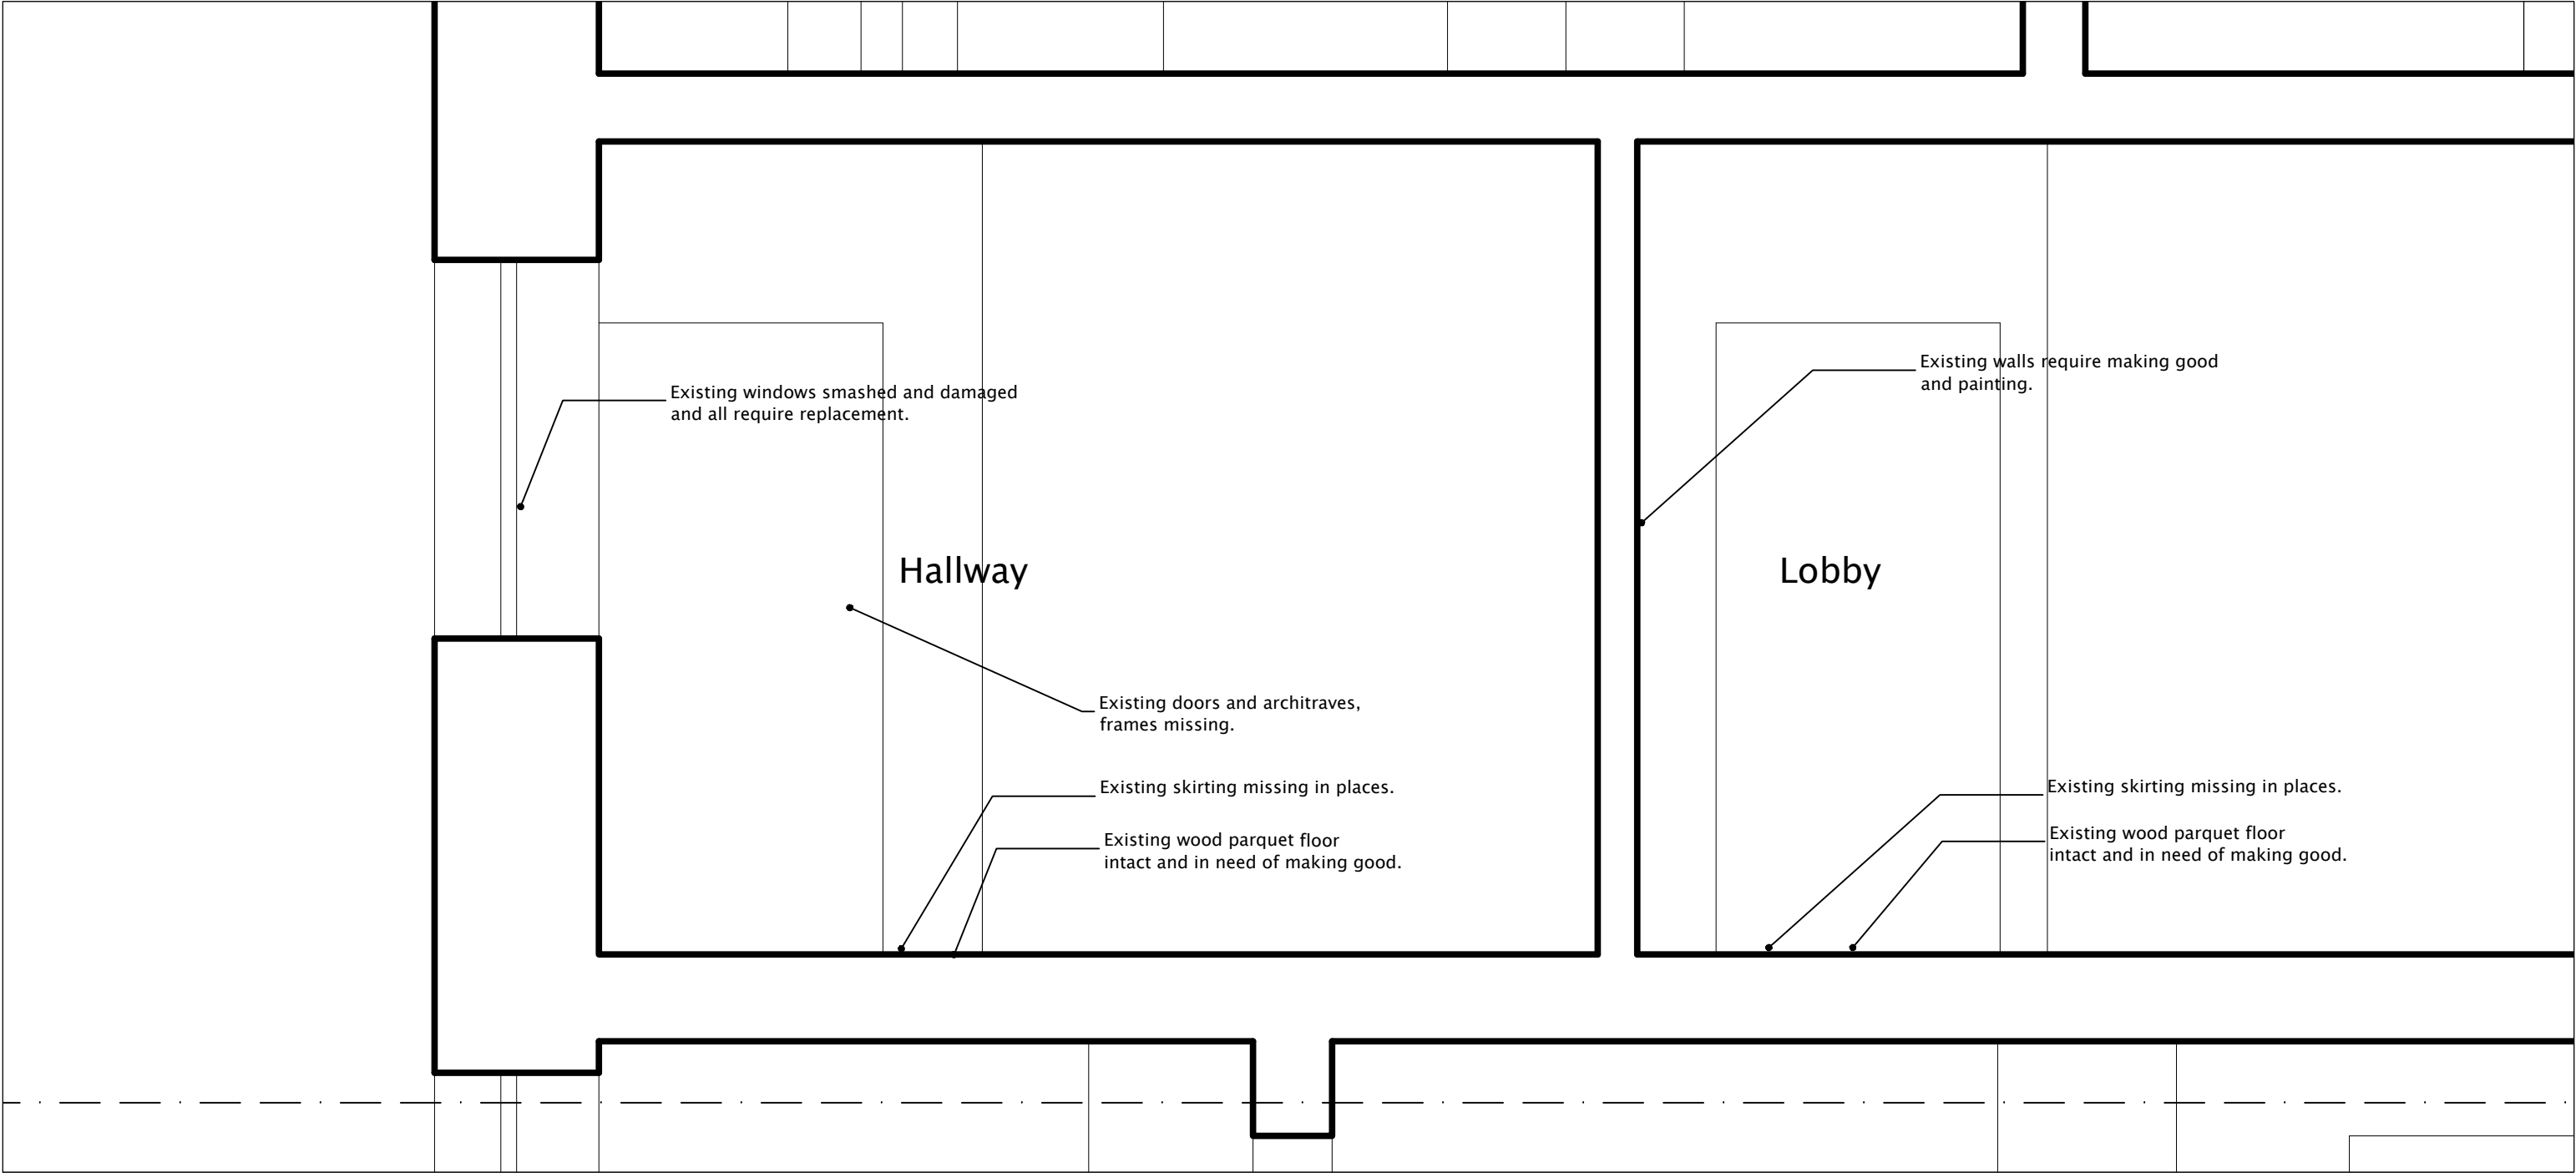 Existing walls require making good
and painting.
Existing windows smashed and damaged
and all require replacement.
Hallway
Lobby
Existing doors and architraves,
frames missing.
Existing skirting missing in places.
Existing wood parquet floor
intact and in need of making good.
Existing skirting missing in places.
Existing wood parquet floor
intact and in need of making good.